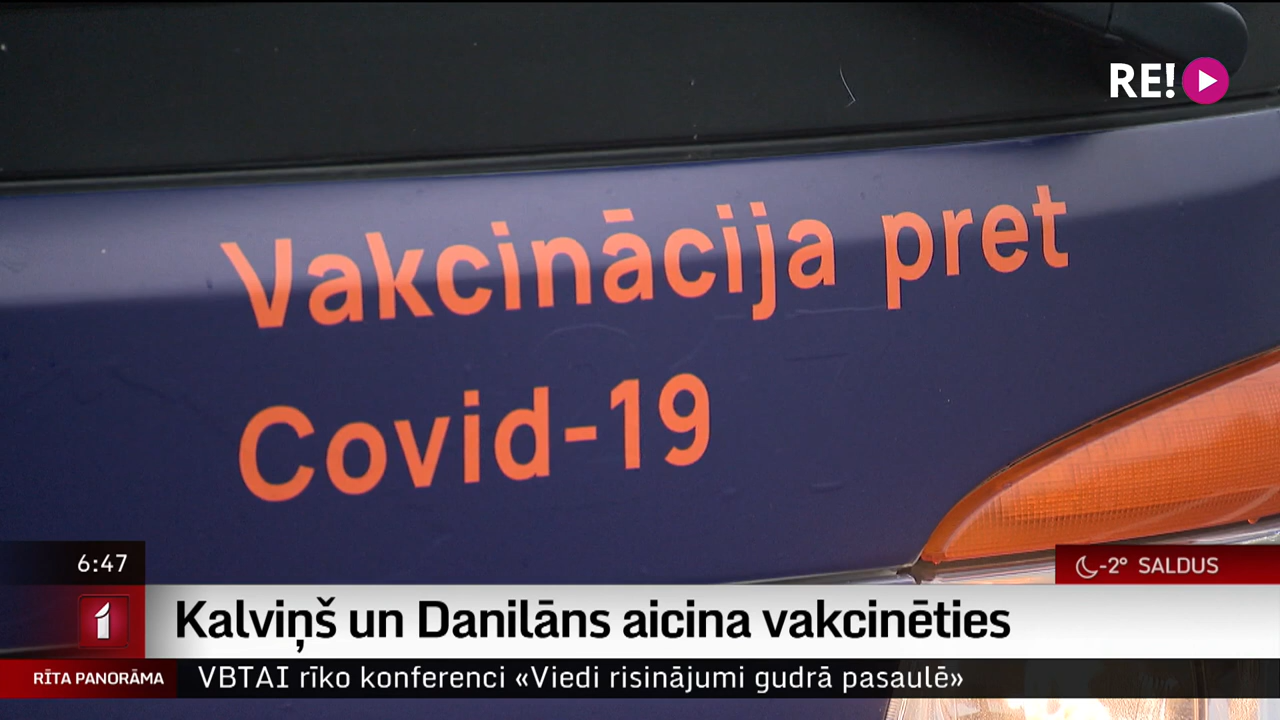 RE!
Vakcinācija pret
Covid-19
6:47
-2° SALDUS
1
Kalviņš un Danilāns aicina vakcinēties
RĪTA PANORĀMA
VBTAI rīko konferenci «Viedi risinājumi gudrā pasaulē»